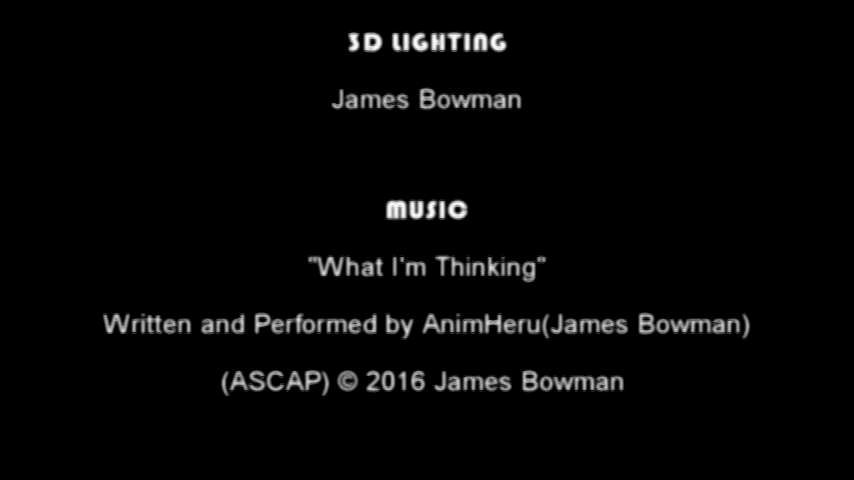 3D LIGHTING
James Bowman
MUSIC
"What I'm Thinking"
Written and Performed by AnimHeru(James Bowman)
(ASCAP) © 2016 James Bowman